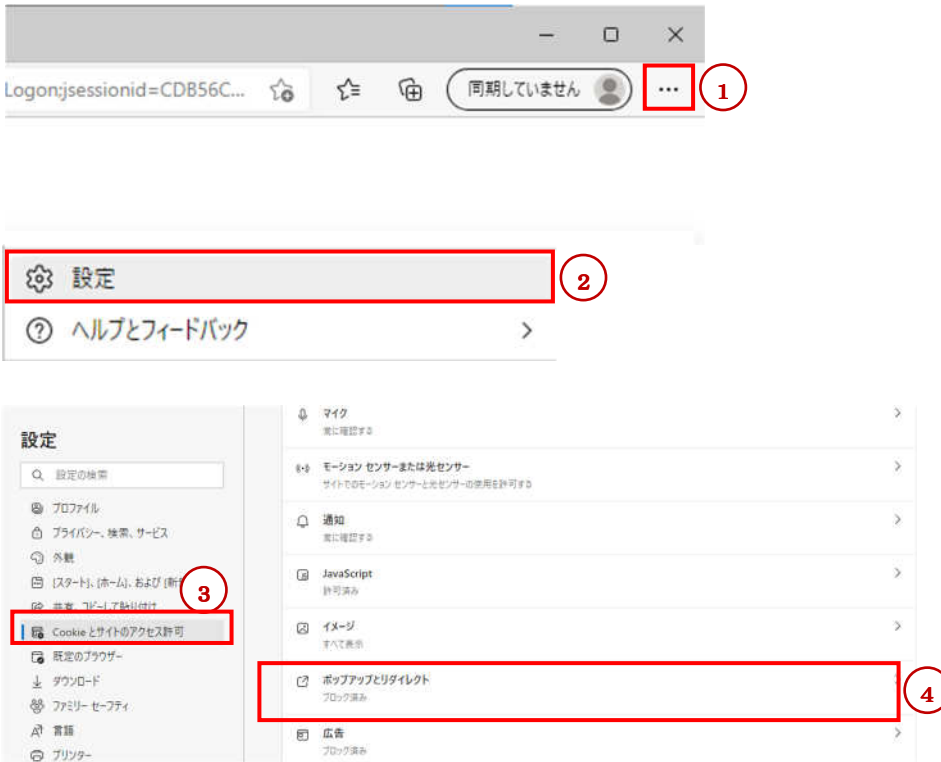 Logon;jsessionid=CDB56C...
同期していません
1
設定
2
ヘルプとフィードバック
設定
設定の検索
プロファイル
プライバシー、検索、サービス
外観
[スタート]、[ホーム]、および [新
3
共有、コピーして貼り付け
Cookie とサイトのアクセス許可
既定のブラウザー
ダウンロード
ファミリー セーフティ
言語
プリンター
マイク
常に確認する
モーション センサーまたは光センサー
サイトでのモーション センサーと光センサーの使用を許可する
通知
常に確認する
JavaScript
許可済み
イメージ
すべて表示
ポップアップとリダイレクト
ブロック済み
4
広告
ブロック済み